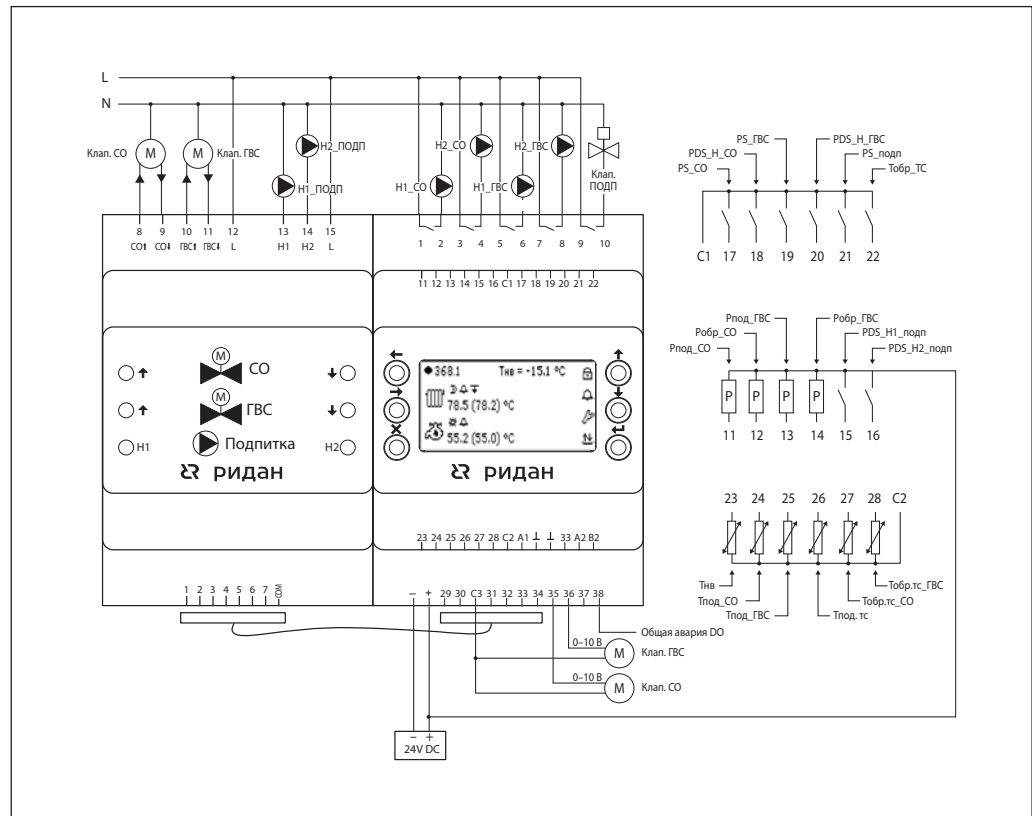 L
N
Клап. СО
M
M
Клап. ГВС
Н2_ПОДП
Н1_ПОДП
Н2_СО
Н2_ГВС
Н1_СО
Н1_ГВС
Клап.
ПОДП
8 9 10 11 12 13 14 15
СО⬆ СО⬇ ГВС⬆ ГВС⬇ L H1 H2 L
1 2 3 4 5 6 7 8 9 10
11 12 13 14 15 16 C1 17 18 19 20 21 22
PS_ГВС
PDS_Н_ГВС
PDS_Н_СО
PS_подп
PS_СО
Тобр_ТС
C1 17 18 19 20 21 22
M
СО
M
ГВС
H1
Подпитка
H2
ридан
368.1 Тнв = -15.1 °C
78.5 (78.2) °C
55.2 (55.0) °C
ридан
Рпод_ГВС
Робр_ГВС
Робр_СО
PDS_Н1_подп
Рпод_СО
PDS_Н2_подп
P P P P
11 12 13 14 15 16
23 24 25 26 27 28 C2
Тнв
Тобр.тс_ГВС
Тпод_СО
Тобр.тс_СО
Тпод_ГВС
Тпод. тс
23 24 25 26 27 28 C2 A1 ⊥ ⊥ 33 A2 B2
1 2 3 4 5 6 7 COM
– + 29 30 C3 31 32 33 34 35 36 37 38
Общая авария DO
0–10 В
M
Клап. ГВС
0–10 В
M
Клап. СО
– +
24V DC